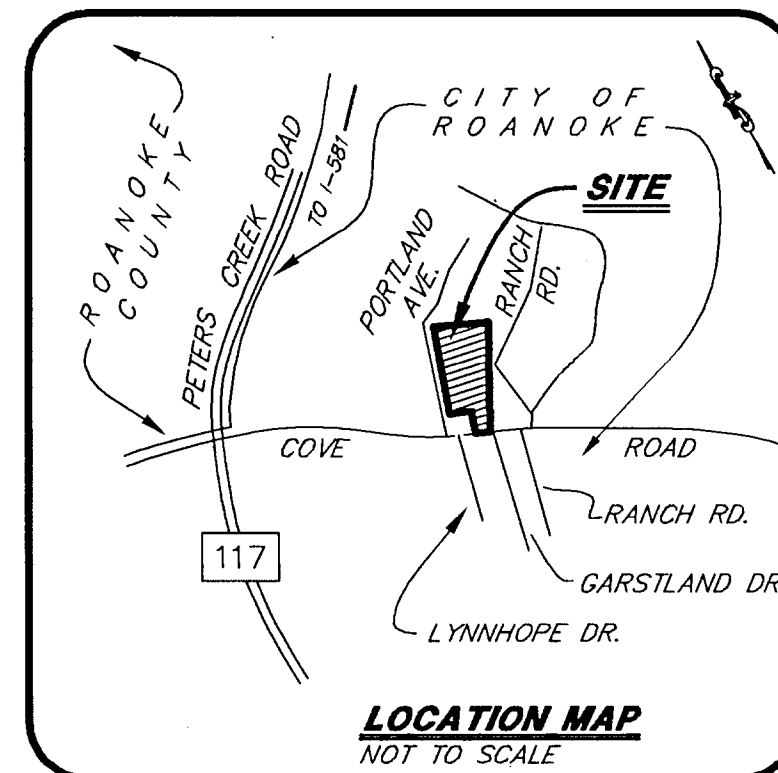 CITY OF
ROANOKE
ROANOKE
COUNTY
PETERS CREEK ROAD
TO I-581
SITE
PORTLAND
AVE.
RANCH
RD.
COVE
ROAD
RANCH RD.
117
GARSTLAND DR
LYNNHOPE DR.
LOCATION MAP
NOT TO SCALE